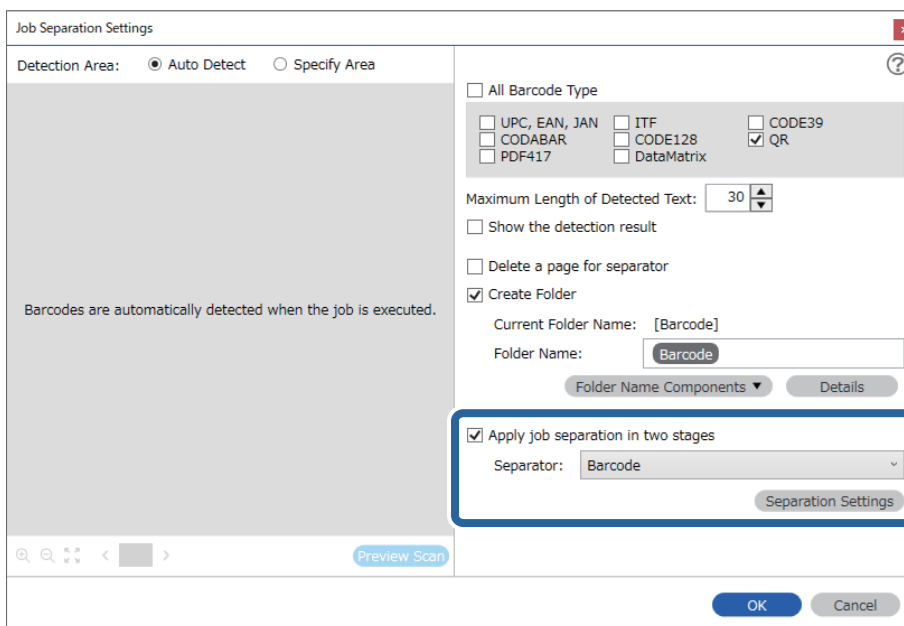 Job Separation Settings
Detection Area: Auto Detect Specify Area
Barcodes are automatically detected when the job is executed.
Preview Scan
All Barcode Type
UPC, EAN, JAN ITF CODE39
CODABAR CODE128 QR
PDF417 DataMatrix
Maximum Length of Detected Text: 30
Show the detection result
Delete a page for separator
Create Folder
Current Folder Name: [Barcode]
Folder Name: Barcode
Folder Name Components Details
Apply job separation in two stages
Separator: Barcode
Separation Settings
OK Cancel